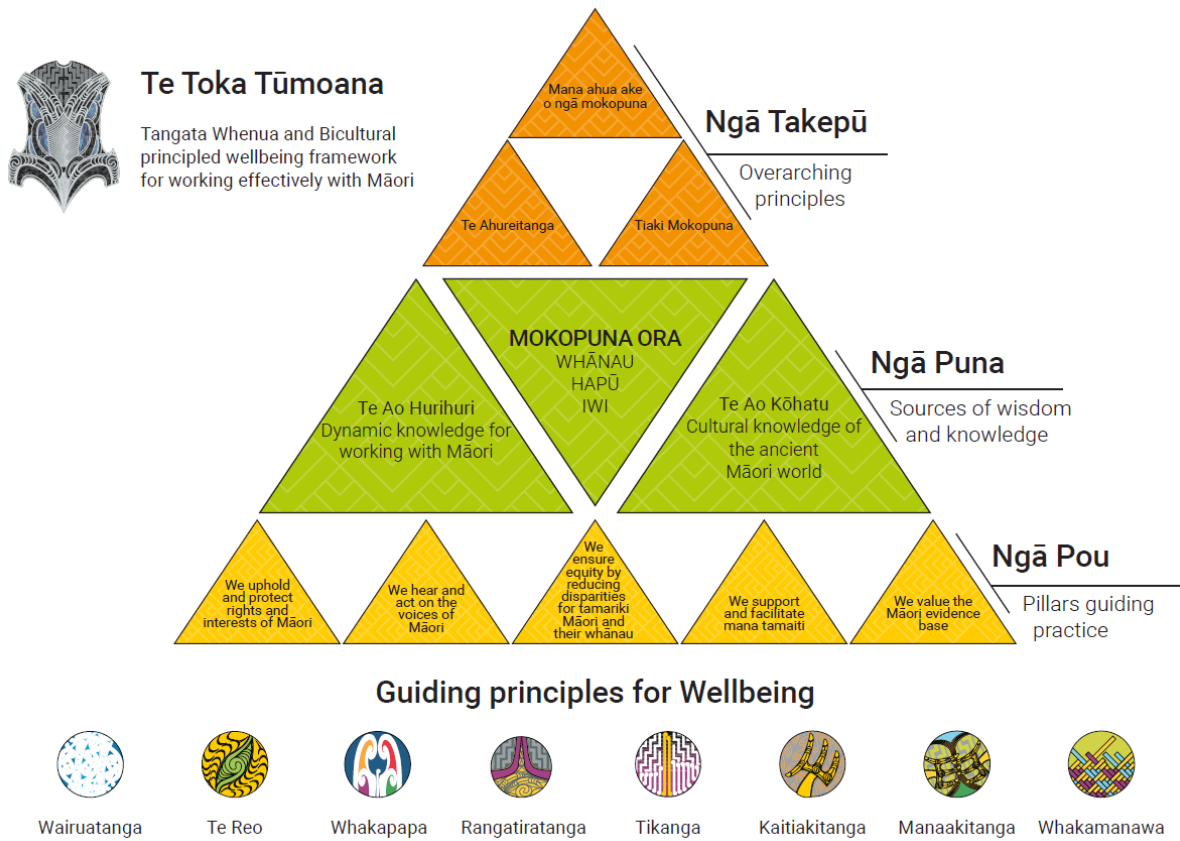 Te Toka Tūmoana
Tangata Whenua and Bicultural
principled wellbeing framework
for working effectively with Māori
Mana ahua ake
o ngā mokopuna
Ngā Takepū
Overarching
principles
Te Ahureitanga
Tiaki Mokopuna
MOKOPUNA ORA
WHĀNAU
HAPŪ
IWI
Te Ao Hurihuri
Dynamic knowledge for
working with Māori
Te Ao Kōhatu
Cultural knowledge of
the ancient
Māori world
Ngā Puna
Sources of wisdom
and knowledge
We uphold
and protect
rights and
interests of Māori
We hear and
act on the
voices of
Māori
We
ensure
equity by
reducing
disparities
for tamariki
Māori and
their whānau
We support
and facilitate
mana tamaiti
We value the
Māori evidence
base
Ngā Pou
Pillars guiding
practice
Guiding principles for Wellbeing
Wairuatanga
Te Reo
Whakapapa
Rangatiratanga
Tikanga
Kaitiakitanga
Manaakitanga
Whakamanawa